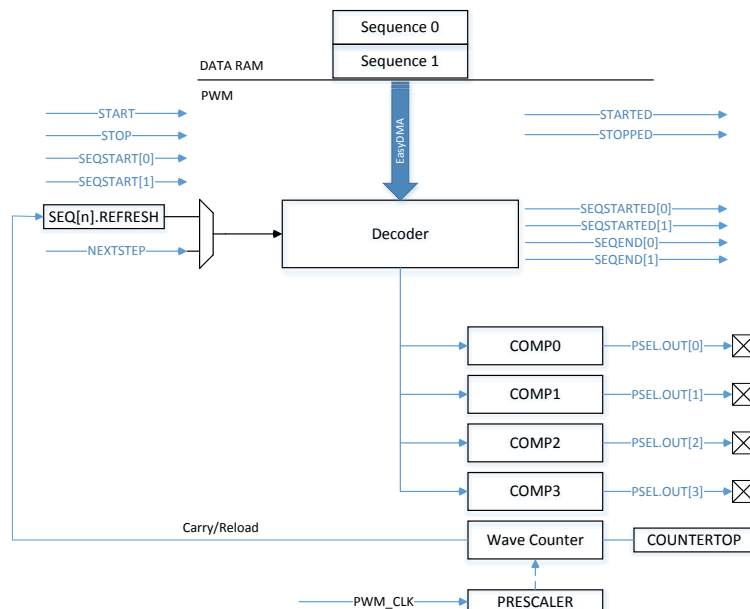 Sequence 0
Sequence 1
DATA RAM
PWM
START
STOP
SEQSTART[0]
SEQSTART[1]
EasyDMA
STARTED
STOPPED
SEQ[n].REFRESH
NEXTSTEP
Decoder
SEQSTARTED[0]
SEQSTARTED[1]
SEQEND[0]
SEQEND[1]
COMP0
PSEL.OUT[0]
COMP1
PSEL.OUT[1]
COMP2
PSEL.OUT[2]
COMP3
PSEL.OUT[3]
Carry/Reload
Wave Counter
COUNTERTOP
PWM_CLK
PRESCALER